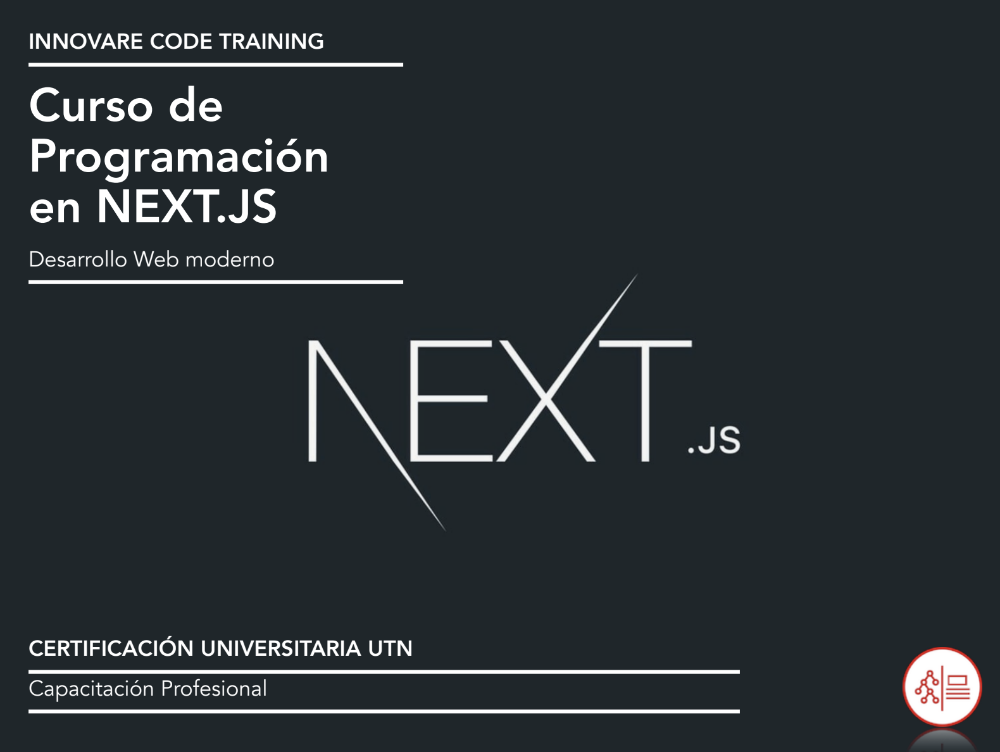 INNOVARE CODE TRAINING
Curso de
Programación
en NEXT.JS
Desarrollo Web moderno
NEXT.JS
CERTIFICACIÓN UNIVERSITARIA UTN
Capacitación Profesional